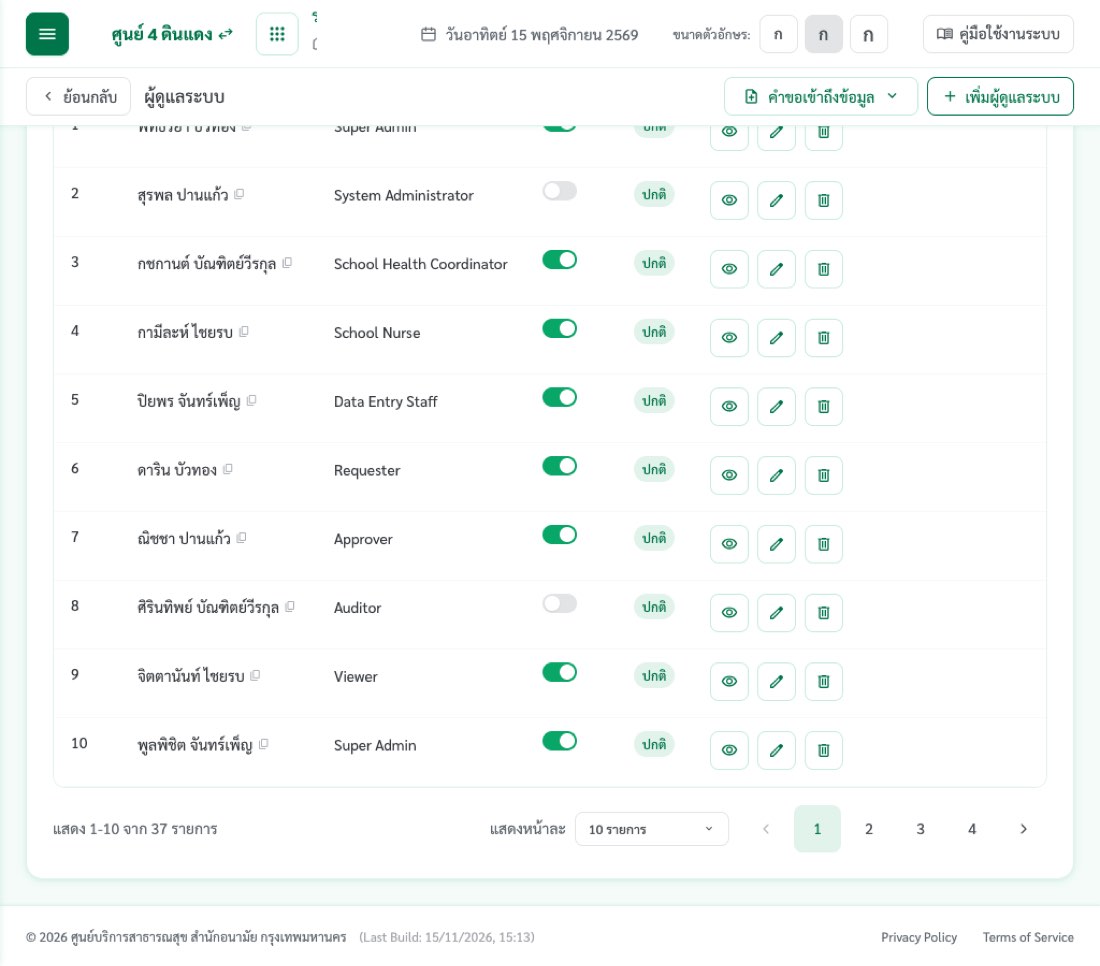 ศูนย์ 4 ดินแดง
วันอาทิตย์ 15 พฤศจิกายน 2569
ขนาดตัวอักษร:
ก ก ก
คู่มือใช้งานระบบ
ย้อนกลับ
ผู้ดูแลระบบ
คำขอเข้าถึงข้อมูล
+ เพิ่มผู้ดูแลระบบ
1 Super Admin ปกติ
2 สุรพล ปานแก้ว System Administrator ปกติ
3 กชกานต์ บัณฑิตย์วีรกุล School Health Coordinator ปกติ
4 กามีละห์ ไชยรบ School Nurse ปกติ
5 ปิยพร จันทร์เพ็ญ Data Entry Staff ปกติ
6 ดาริน บัวทอง Requester ปกติ
7 ณิชชา ปานแก้ว Approver ปกติ
8 ศิรินทิพย์ บัณฑิตย์วีรกุล Auditor ปกติ
9 จิตตานันท์ ไชยรบ Viewer ปกติ
10 พูลพิชิต จันทร์เพ็ญ Super Admin ปกติ
แสดง 1-10 จาก 37 รายการ
แสดงหน้าละ 10 รายการ
1 2 3 4
© 2026 ศูนย์บริการสาธารณสุข สำนักอนามัย กรุงเทพมหานคร (Last Build: 15/11/2026, 15:13)
Privacy Policy Terms of Service